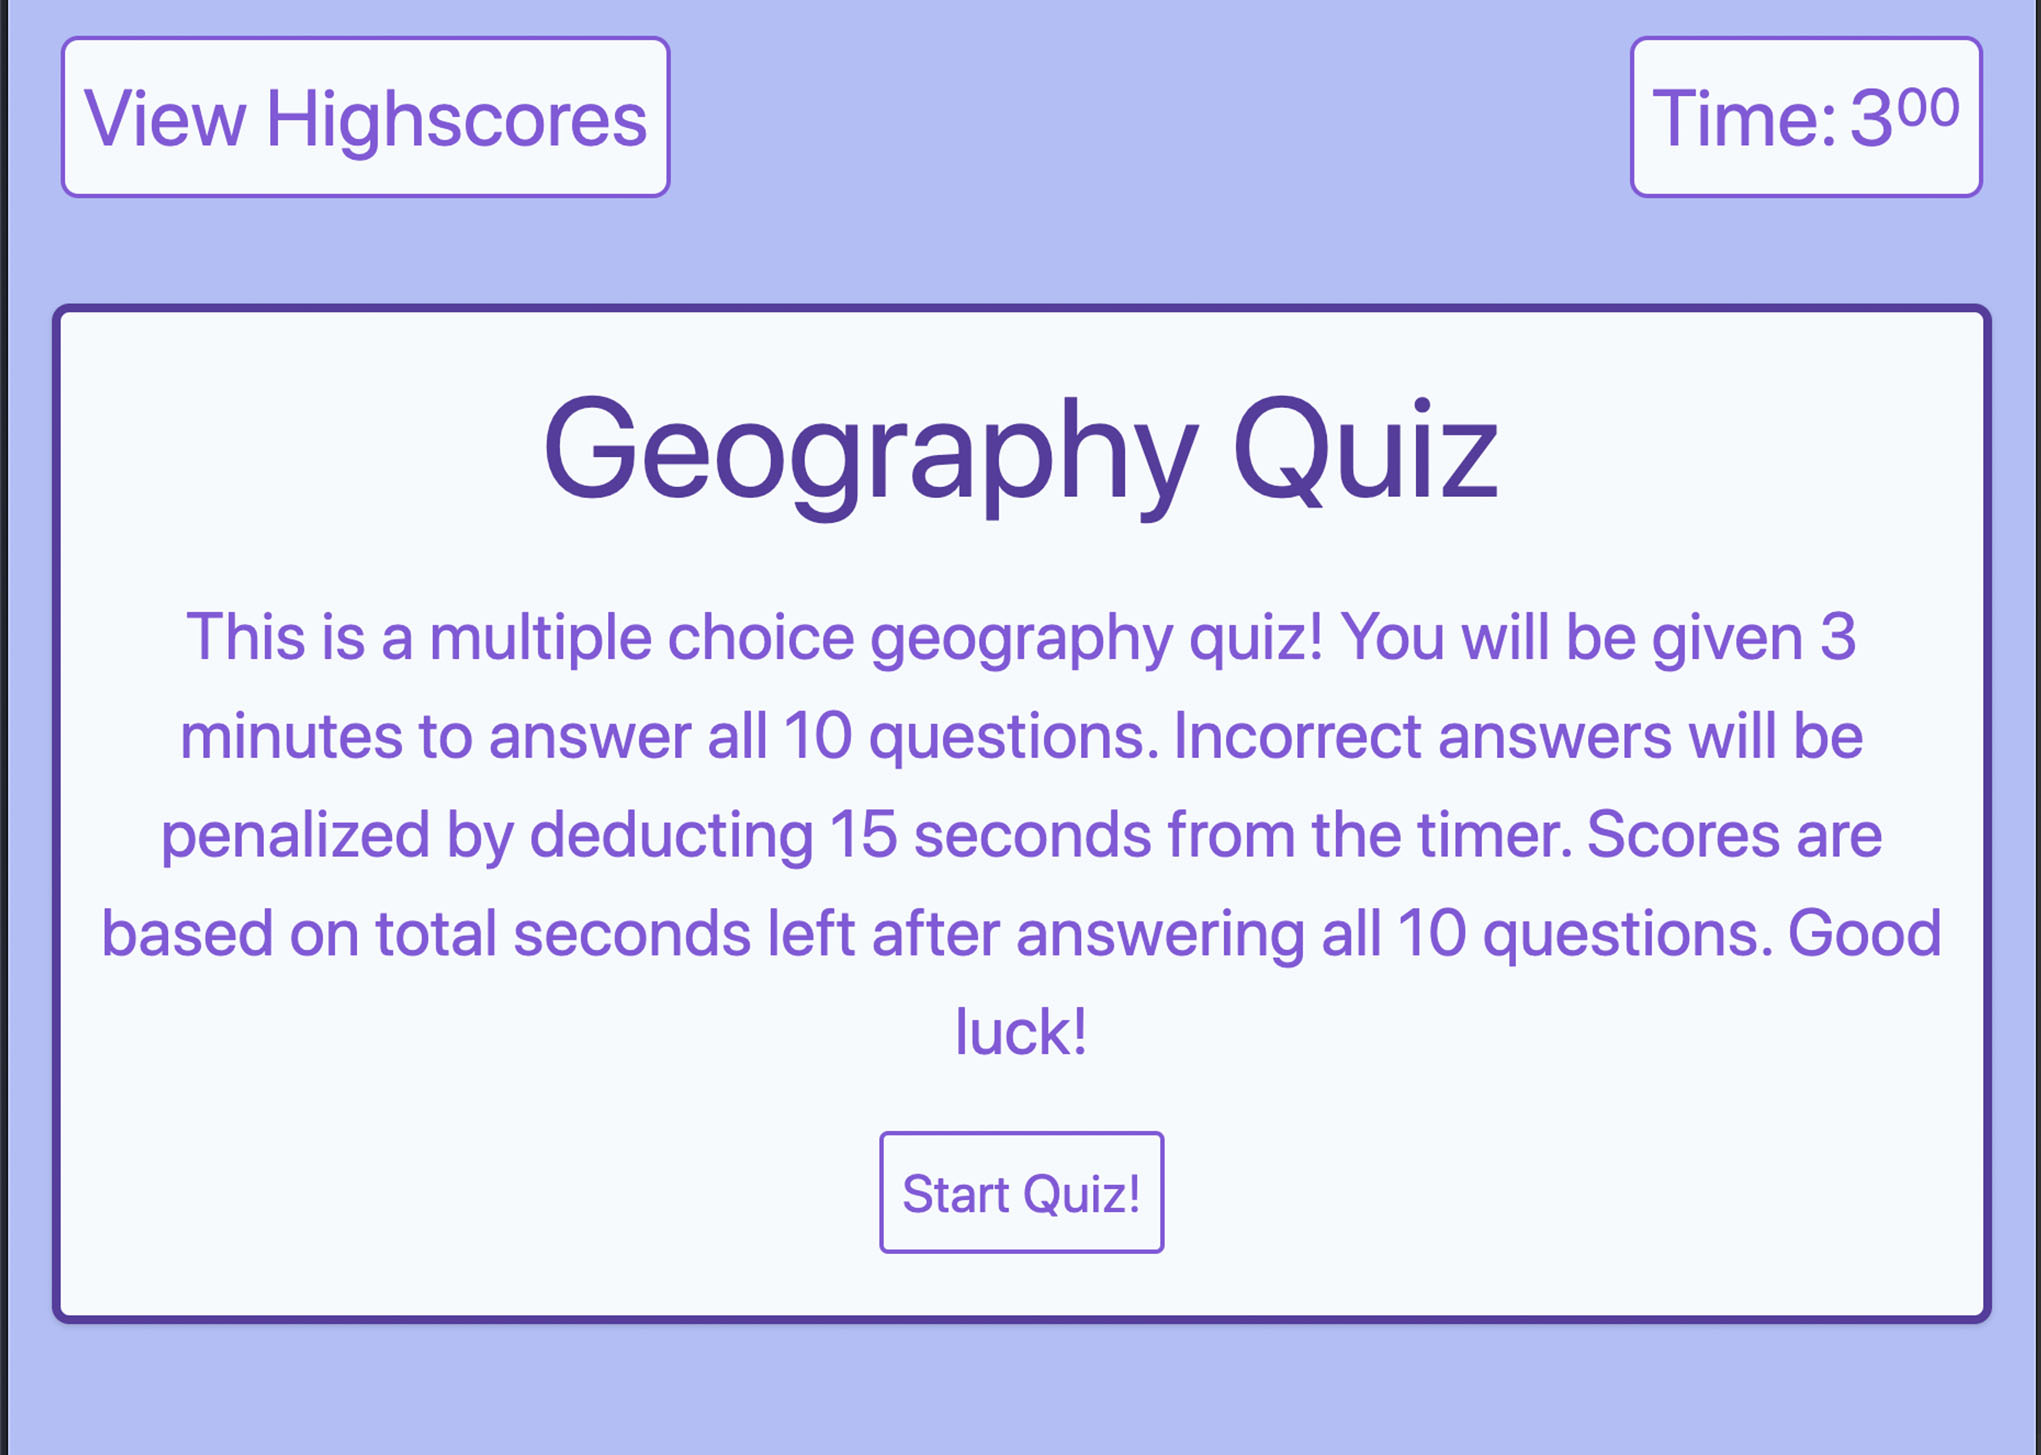 View Highscores
Time: 3⁰⁰
Geography Quiz
This is a multiple choice geography quiz! You will be given 3
minutes to answer all 10 questions. Incorrect answers will be
penalized by deducting 15 seconds from the timer. Scores are
based on total seconds left after answering all 10 questions. Good
luck!
Start Quiz!